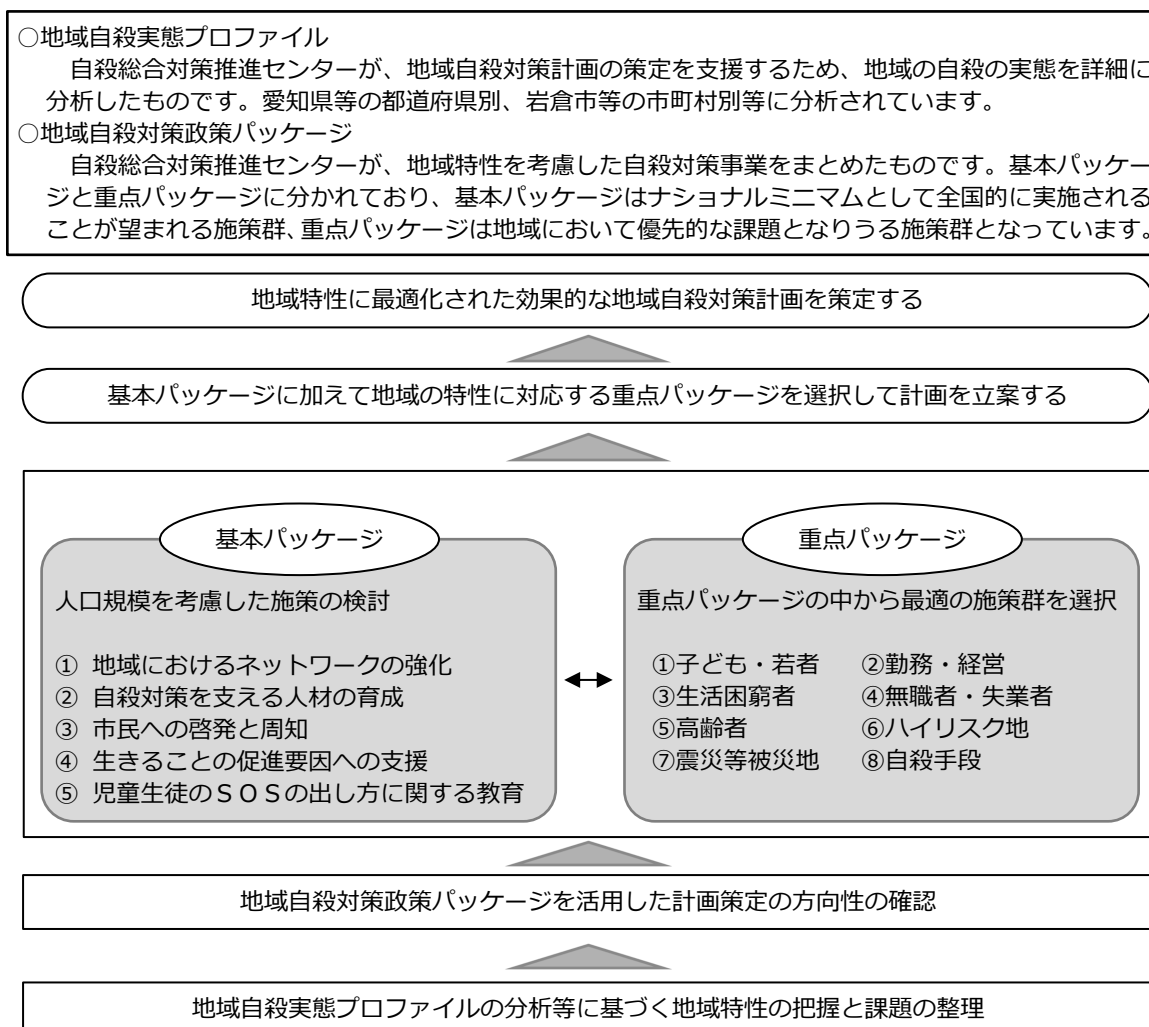 ○地域自殺実態プロファイル
自殺総合対策推進センターが、地域自殺対策計画の策定を支援するため、地域の自殺の実態を詳細に
分析したものです。愛知県等の都道府県別、岩倉市等の市町村別等に分析されています。
○地域自殺対策政策パッケージ
自殺総合対策推進センターが、地域特性を考慮した自殺対策事業をまとめたものです。基本パッケー
ジと重点パッケージに分かれており、基本パッケージはナショナルミニマムとして全国的に実施される
ことが望まれる施策群、重点パッケージは地域において優先的な課題となりうる施策群となっています。
地域特性に最適化された効果的な地域自殺対策計画を策定する
基本パッケージに加えて地域の特性に対応する重点パッケージを選択して計画を立案する
基本パッケージ
人口規模を考慮した施策の検討
① 地域におけるネットワークの強化
② 自殺対策を支える人材の育成
③ 市民への啓発と周知
④ 生きることの促進要因への支援
⑤ 児童生徒のSOSの出し方に関する教育
重点パッケージ
重点パッケージの中から最適の施策群を選択
①子ども・若者 ②勤務・経営
③生活困窮者 ④無職者・失業者
⑤高齢者 ⑥ハイリスク地
⑦震災等被災地 ⑧自殺手段
地域自殺対策政策パッケージを活用した計画策定の方向性の確認
地域自殺実態プロファイルの分析等に基づく地域特性の把握と課題の整理